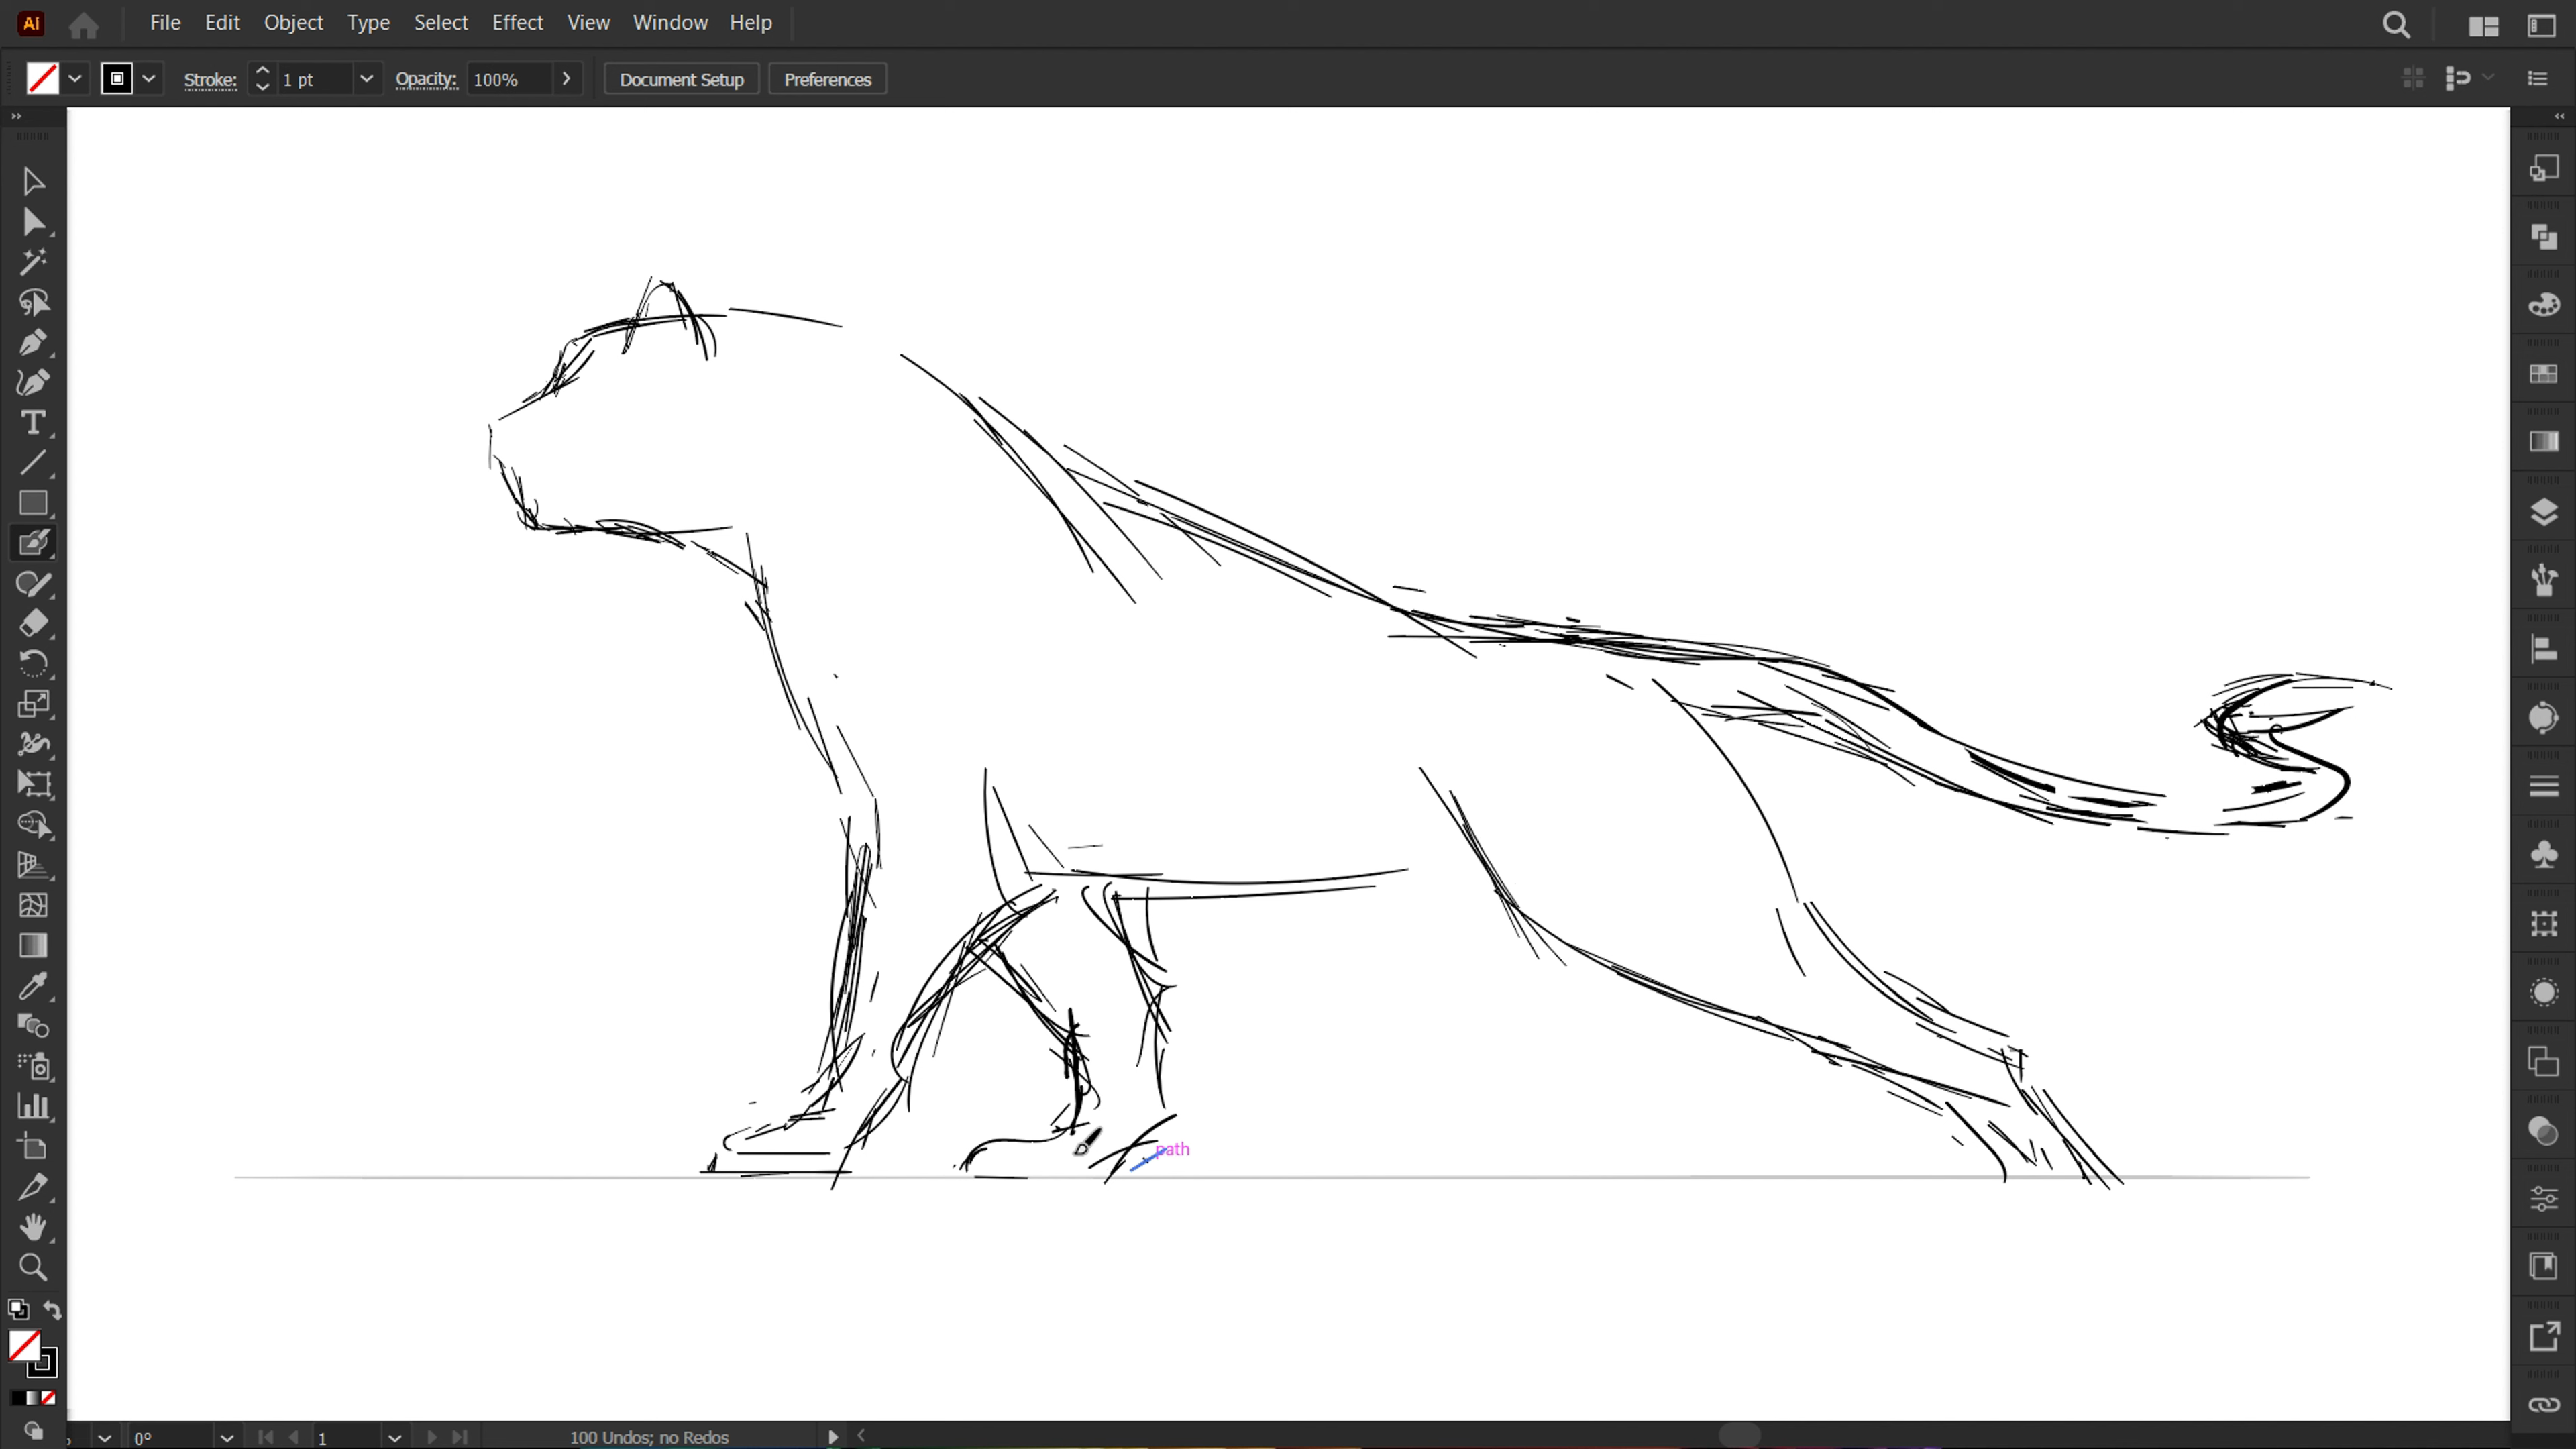 Ai File Edit Object Type Select Effect View Window Help
Stroke: 1 pt Opacity: 100% Document Setup Preferences
path
0° 1 100 Undos; no Redos